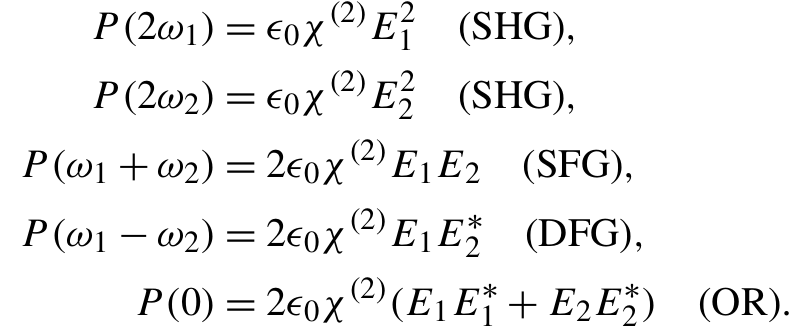 P(2ω₁) = ϵ₀χ⁽²⁾E₁² (SHG),
P(2ω₂) = ϵ₀χ⁽²⁾E₂² (SHG),
P(ω₁ + ω₂) = 2ϵ₀χ⁽²⁾E₁E₂ (SFG),
P(ω₁ − ω₂) = 2ϵ₀χ⁽²⁾E₁E₂* (DFG),
P(0) = 2ϵ₀χ⁽²⁾(E₁E₁* + E₂E₂*) (OR).